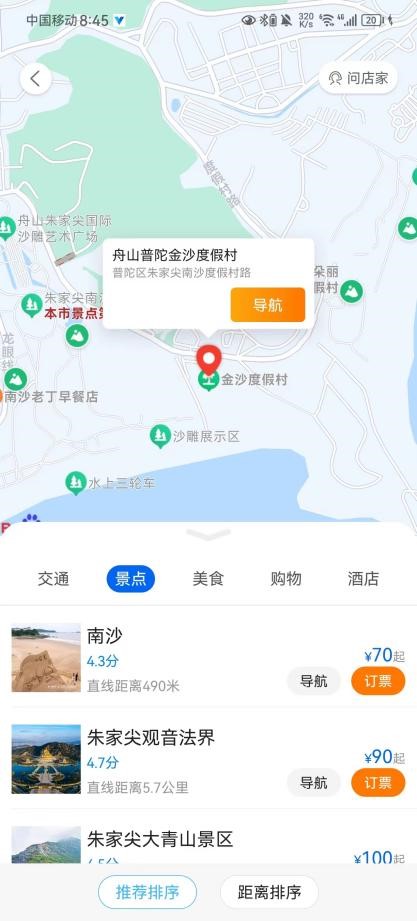 中国移动 8:45
320 K/s
4G
20
问店家
度假村路
舟山朱家尖国际
沙雕艺术广场
舟山普陀金沙度假村
普陀区朱家尖南沙度假村路
导航
朵丽
假村
朱家尖南沙
本市景点第
龙眼线
金沙度假村
南沙老丁早餐店
沙雕展示区
水上三轮车
交通
景点
美食
购物
酒店
南沙
4.3分
直线距离490米
¥70起
导航
订票
朱家尖观音法界
4.7分
直线距离5.7公里
¥90起
导航
订票
朱家尖大青山景区
4.5分
¥100起
推荐排序
距离排序